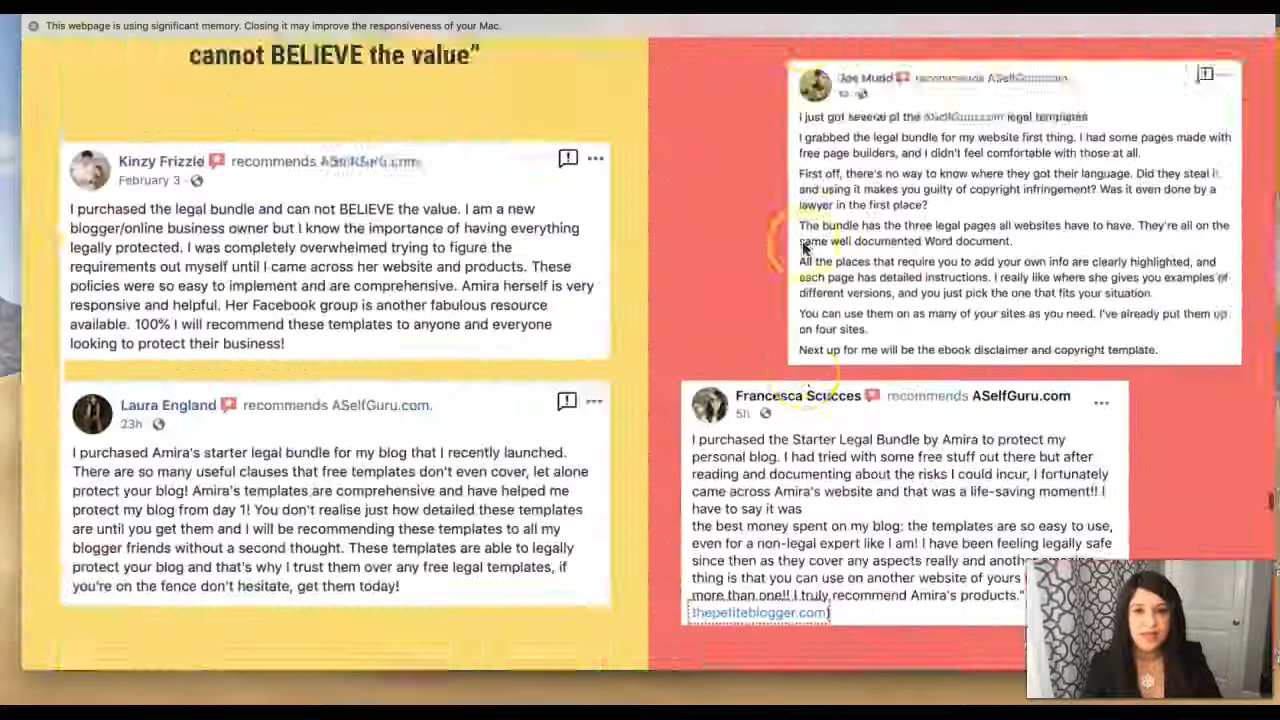 This webpage is using significant memory. Closing it may improve the responsiveness of your Mac.
cannot BELIEVE the value"
Kinzy Frizzle recommends
February 3 ·
I purchased the legal bundle and can not BELIEVE the value. I am a new
blogger/online business owner but I know the importance of having everything
legally protected. I was completely overwhelmed trying to figure the
requirements out myself until I came across her website and products. These
policies were so easy to implement and are comprehensive. Amira herself is very
responsive and helpful. Her Facebook group is another fabulous resource
available. 100% I will recommend these templates to anyone and everyone
looking to protect their business!
Laura England recommends ASelfGuru.com.
23h ·
I purchased Amira's starter legal bundle for my blog that I recently launched.
There are so many useful clauses that free templates don't even cover, let alone
protect your blog! Amira's templates are comprehensive and have helped me
protect my blog from day 1! You don't realise just how detailed these templates
are until you get them and I will be recommending these templates to all my
blogger friends without a second thought. These templates are able to legally
protect your blog and that's why I trust them over any free legal templates, if
you're on the fence don't hesitate, get them today!
Joe Mudd recommends
I just got several of the ASelfGuru.com legal templates
I grabbed the legal bundle for my website first thing. I had some pages made with
free page builders, and I didn't feel comfortable with those at all.
First off, there's no way to know where they got their language. Did they steal it,
and using it makes you guilty of copyright infringement? Was it even done by a
lawyer in the first place?
The bundle has the three legal pages all websites have to have. They're all on the
same well documented Word document.
All the places that require you to add your own info are clearly highlighted, and
each page has detailed instructions. I really like where she gives you examples of
different versions, and you just pick the one that fits your situation.
You can use them on as many of your sites as you need. I've already put them up
on four sites.
Next up for me will be the ebook disclaimer and copyright template.
Francesca Scucces recommends ASelfGuru.com
5h ·
I purchased the Starter Legal Bundle by Amira to protect my
personal blog. I had tried with some free stuff out there but after
reading and documenting about the risks I could incur, I fortunately
came across Amira's website and that was a life-saving moment!! I
have to say it was
the best money spent on my blog: the templates are so easy to use,
even for a non-legal expert like I am! I have been feeling legally safe
since then as they cover any aspects really and another amazing
thing is that you can use on another website of yours
more than one!! I truly recommend Amira's products."
thepetiteblogger.com)